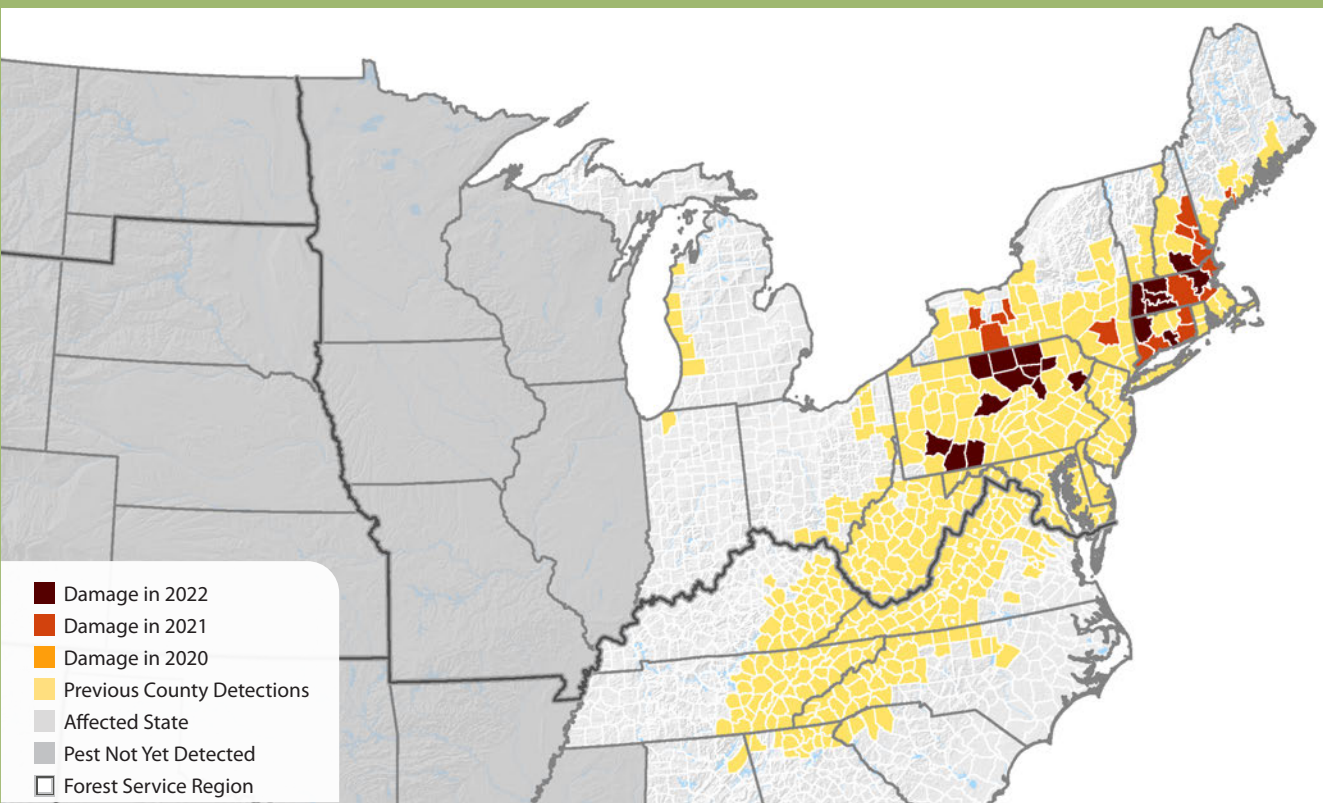 Damage in 2022
Damage in 2021
Damage in 2020
Previous County Detections
Affected State
Pest Not Yet Detected
Forest Service Region